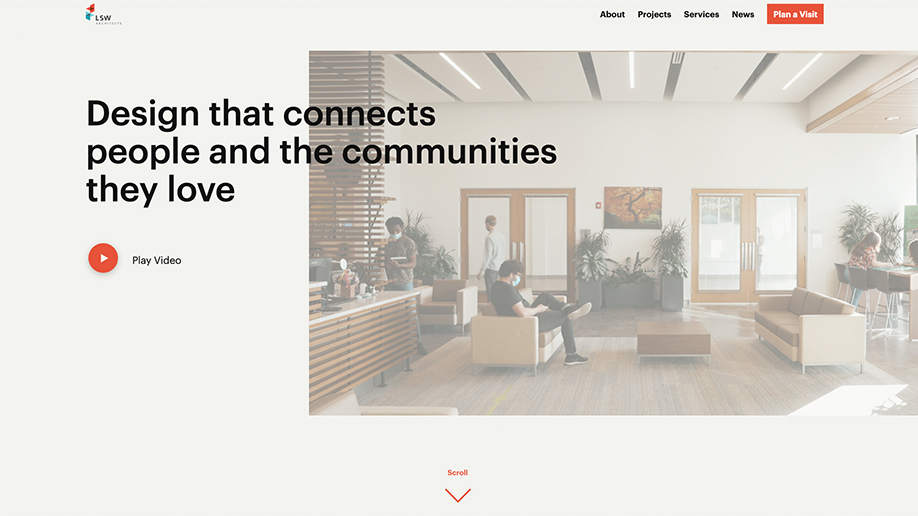 LSW
ARCHITECTS
About Projects Services News Plan a Visit
Design that connects
people and the communities
they love
Play Video
Scroll